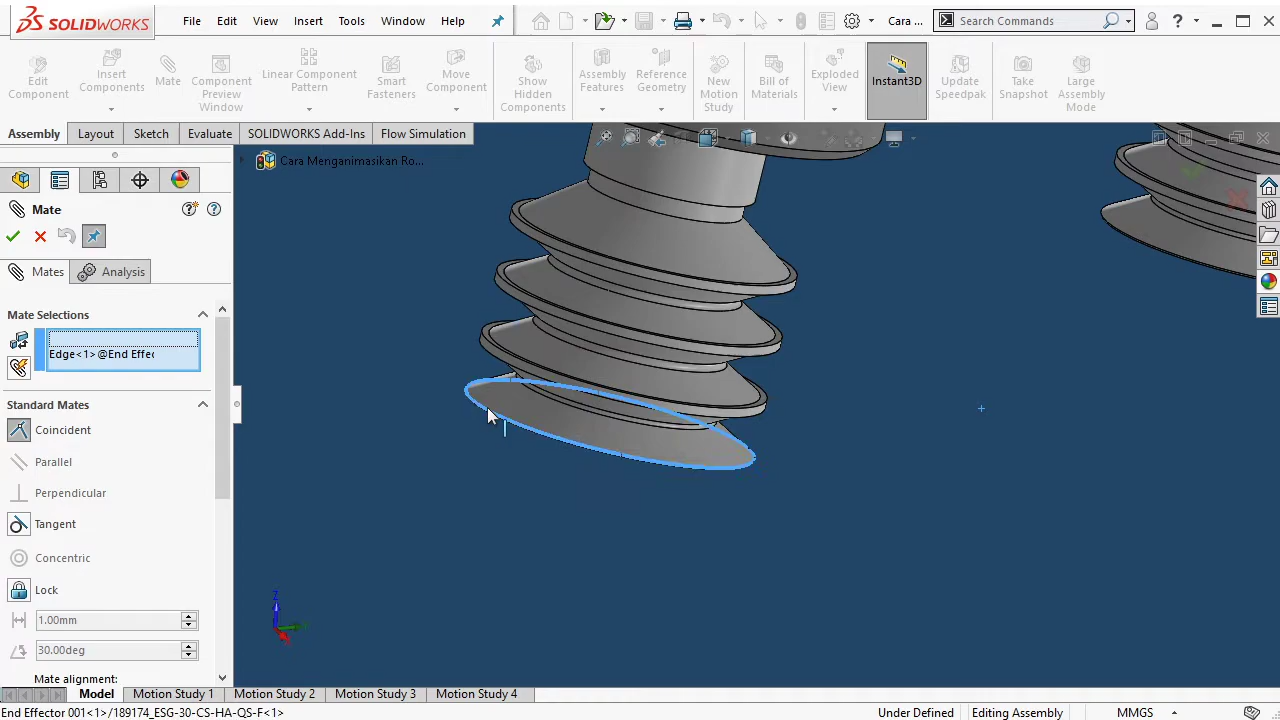 SOLIDWORKS File Edit View Insert Tools Window Help Cara ... Search Commands ?
Edit Component
Insert Components
Mate
Component Preview Window
Linear Component Pattern
Smart Fasteners
Move Component
Show Hidden Components
Assembly Features
Reference Geometry
New Motion Study
Bill of Materials
Exploded View
Instant3D
Update Speedpak
Take Snapshot
Large Assembly Mode
Assembly Layout Sketch Evaluate SOLIDWORKS Add-Ins Flow Simulation
Cara Menganimasikan Ro...
Mate
Mates Analysis
Mate Selections
Edge<1>@End Effec
Standard Mates
Coincident
Parallel
Perpendicular
Tangent
Concentric
Lock
1.00mm
30.00deg
Mate alignment:
Z
Model Motion Study 1 Motion Study 2 Motion Study 3 Motion Study 4
End Effector 001<1>/189174_ESG-30-CS-HA-QS-F<1> Under Defined Editing Assembly MMGS